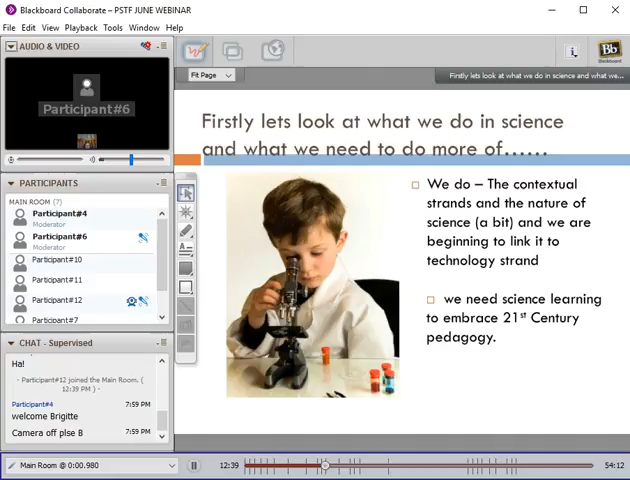 Blackboard Collaborate – PSTF JUNE WEBINAR
File Edit View Playback Tools Window Help
AUDIO & VIDEO
Participant#6
PARTICIPANTS
MAIN ROOM (7)
Participant#4
Moderator
Participant#6
Moderator
Participant#10
Participant#11
Participant#12
Participant#7
CHAT - Supervised
Ha!
- Participant#12 joined the Main Room. (
12:39 PM ) -
Participant#4 7:59 PM
welcome Brigitte
Camera off plse B 7:59 PM
Main Room @ 0:00.980
12:39
54:12
Fit Page
Firstly lets look at what we do in science and what we...
Bb
Blackboard
Firstly lets look at what we do in science
and what we need to do more of......
We do – The contextual
strands and the nature of
science (a bit) and we are
beginning to link it to
technology strand
we need science learning
to embrace 21st Century
pedagogy.